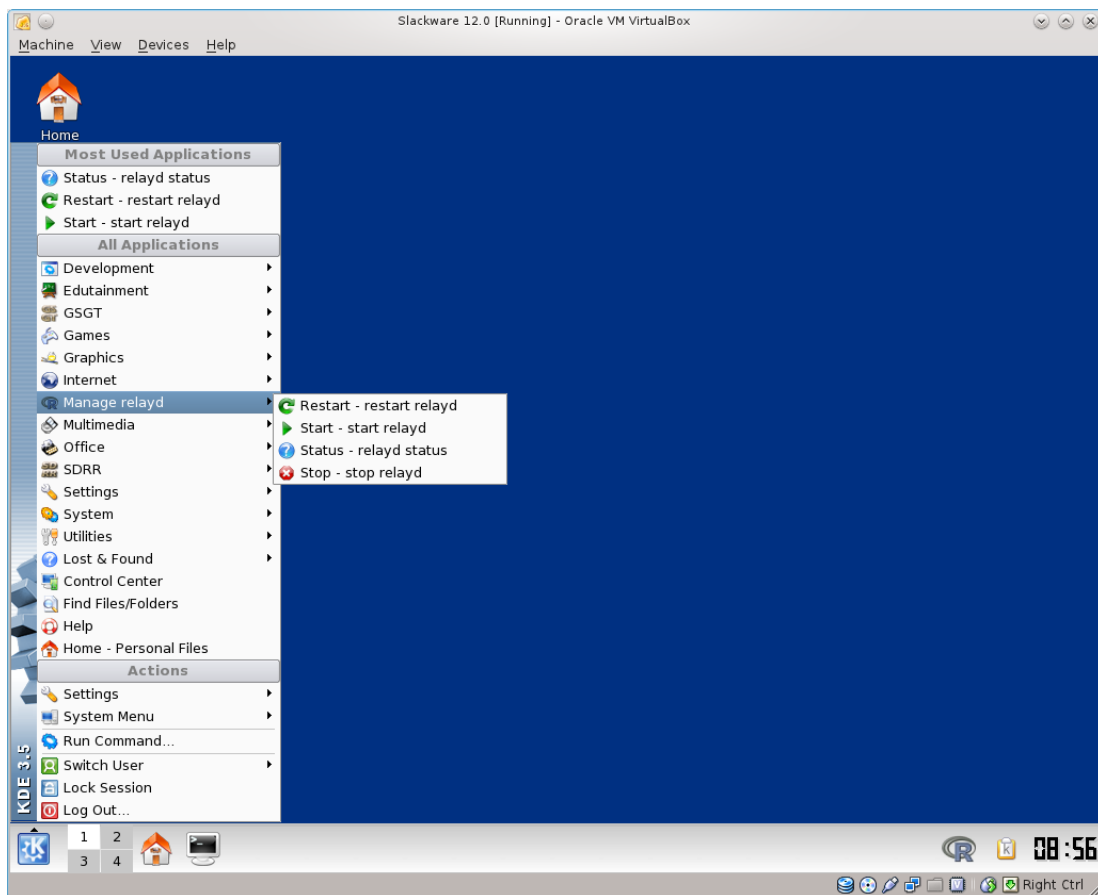 Slackware 12.0 [Running] - Oracle VM VirtualBox
Machine View Devices Help
Home
Most Used Applications
Status - relayd status
Restart - restart relayd
Start - start relayd
All Applications
Development
Edutainment
GSGT
Games
Graphics
Internet
Manage relayd
Restart - restart relayd
Start - start relayd
Status - relayd status
Stop - stop relayd
Multimedia
Office
SDRR
Settings
System
Utilities
Lost & Found
Control Center
Find Files/Folders
Help
Home - Personal Files
Actions
Settings
System Menu
Run Command...
Switch User
Lock Session
Log Out...
KDE 3.5
1 2
3 4
08:56
Right Ctrl